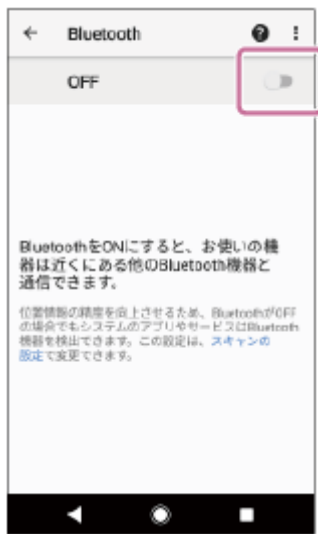 Bluetooth
OFF
BluetoothをONにすると、お使いの機
器は近くにある他のBluetooth機器と
通信できます。
位置情報の精度を向上させるため、BluetoothがOFF
の場合でもシステムのアプリやサービスはBluetooth
機器を検出できます。この設定は、スキャンの
設定で変更できます。